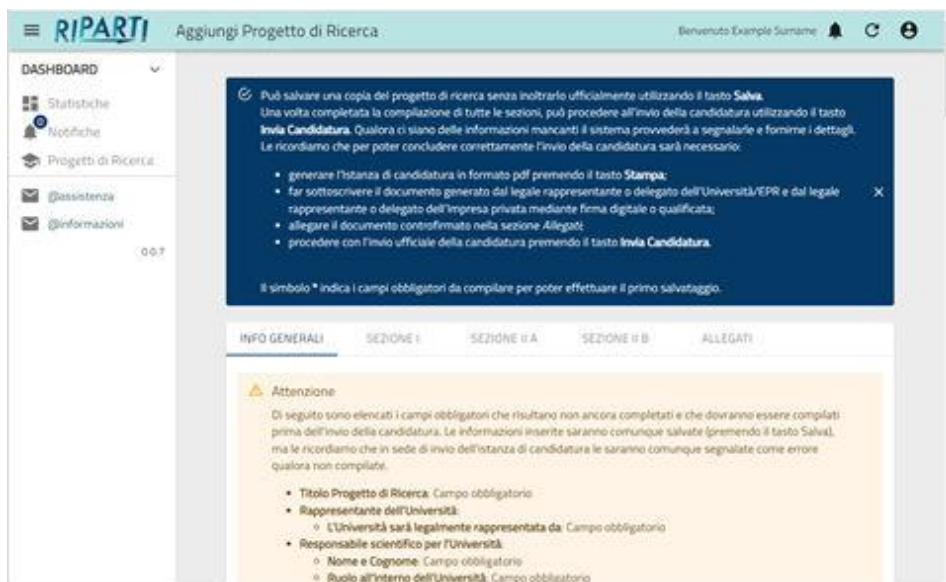 RIPARTI Aggiungi Progetto di Ricerca Benvenuto Example Surname
DASHBOARD
Statistiche
0
Notifiche
Progetti di Ricerca
@assistenza
@informazioni
0.0.7
Può salvare una copia del progetto di ricerca senza inoltrarlo ufficialmente utilizzando il tasto Salva.
Una volta completata la compilazione di tutte le sezioni, può procedere all'invio della candidatura utilizzando il tasto
Invia Candidatura. Qualora ci siano delle informazioni mancanti il sistema provvederà a segnalarle e fornirne i dettagli.
Le ricordiamo che per poter concludere correttamente l'invio della candidatura sarà necessario:
• generare l'Istanza di candidatura in formato pdf premendo il tasto Stampa;
• far sottoscrivere il documento generato dal legale rappresentante o delegato dell'Università/EPR e dal legale
rappresentante o delegato dell'impresa privata mediante firma digitale o qualificata;
• allegare il documento controfirmato nella sezione Allegati;
• procedere con l'invio ufficiale della candidatura premendo il tasto Invia Candidatura.
Il simbolo * indica i campi obbligatori da compilare per poter effettuare il primo salvataggio.
INFO GENERALI SEZIONE I SEZIONE II A SEZIONE II B ALLEGATI
Attenzione
Di seguito sono elencati i campi obbligatori che risultano non ancora completati e che dovranno essere compilati
prima dell'invio della candidatura. Le informazioni inserite saranno comunque salvate (premendo il tasto Salva),
ma le ricordiamo che in sede di invio dell'istanza di candidatura le saranno comunque segnalate come errore
qualora non compilate.
• Titolo Progetto di Ricerca: Campo obbligatorio
• Rappresentante dell'Università:
○ L'Università sarà legalmente rappresentata da: Campo obbligatorio
• Responsabile scientifico per l'Università:
○ Nome e Cognome: Campo obbligatorio
○ Ruolo all'interno dell'Università: Campo obbligatorio